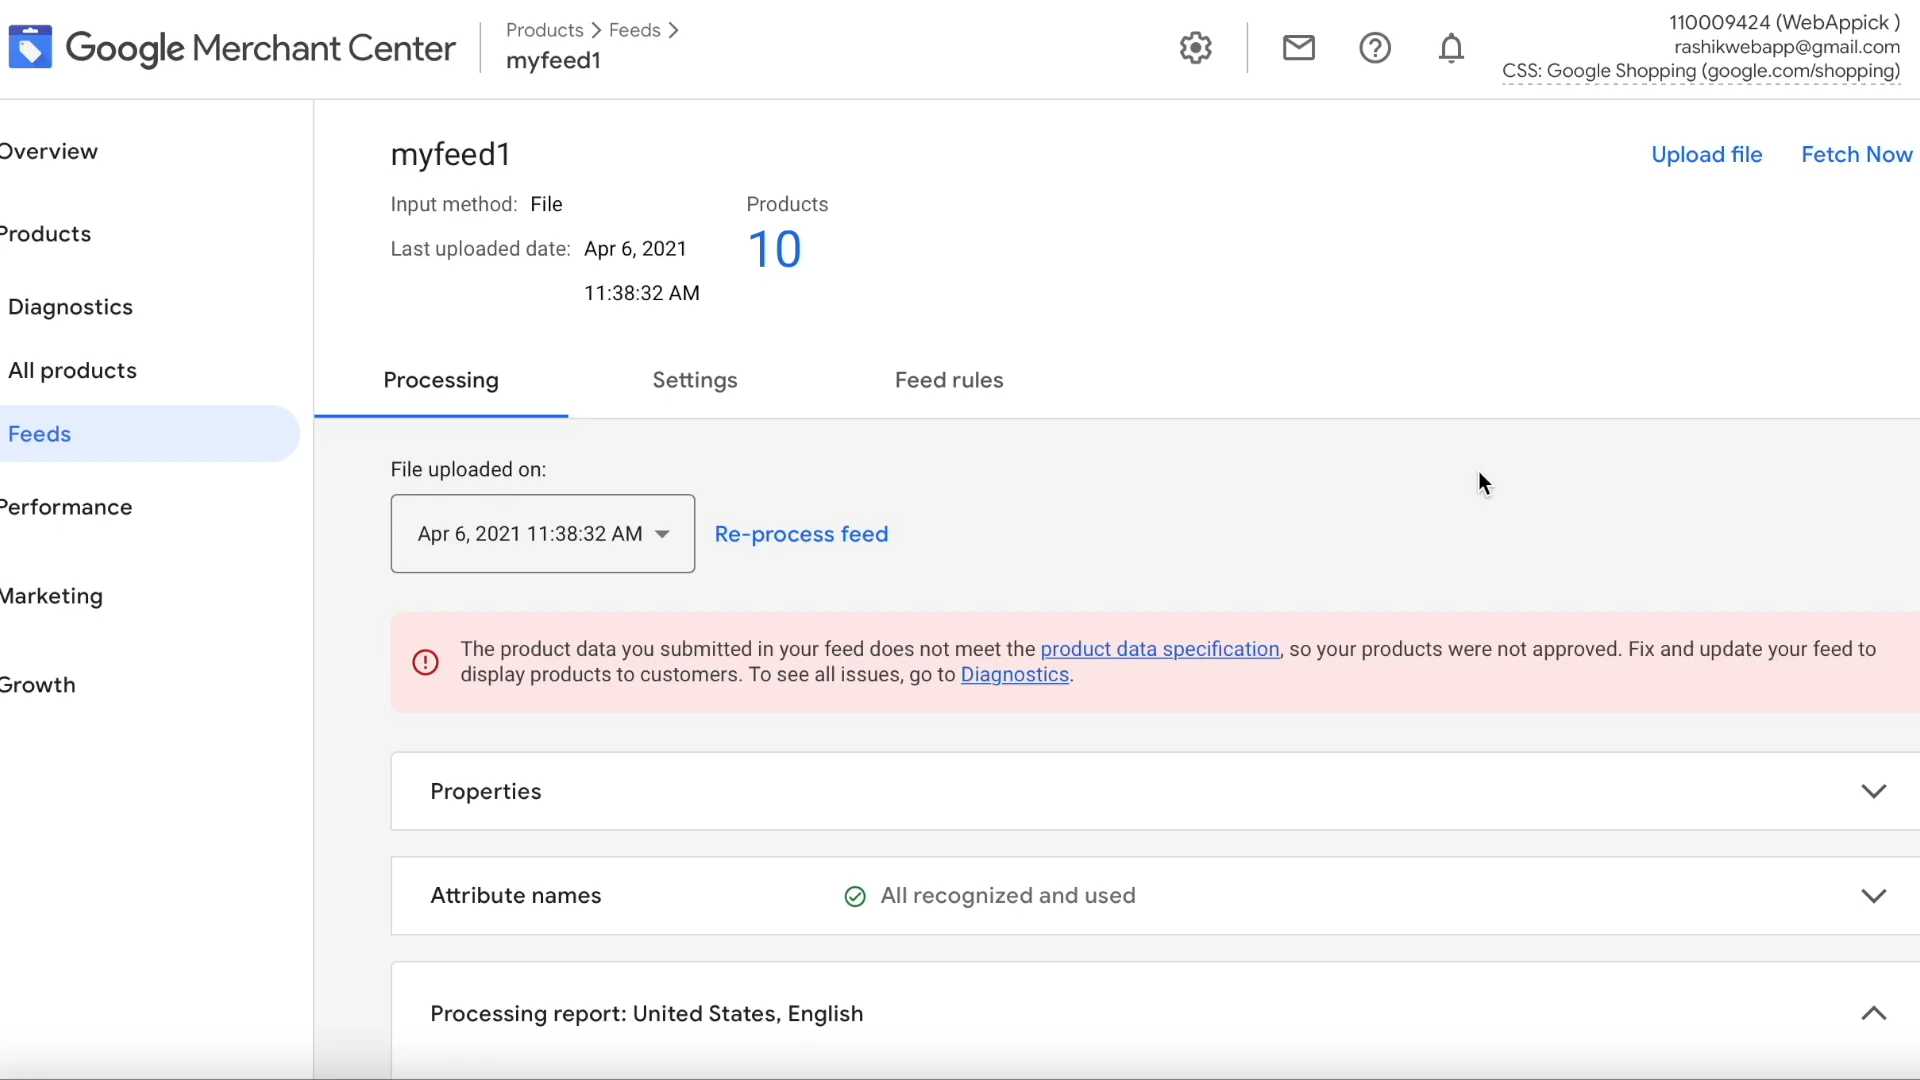 Google Merchant Center
Products > Feeds >
myfeed1
110009424 (WebAppick )
rashikwebapp@gmail.com
CSS: Google Shopping (google.com/shopping)
Overview
Products
Diagnostics
All products
Feeds
Performance
Marketing
Growth
myfeed1
Upload file
Fetch Now
Input method: File
Last uploaded date: Apr 6, 2021
11:38:32 AM
Products
10
Processing
Settings
Feed rules
File uploaded on:
Apr 6, 2021 11:38:32 AM
Re-process feed
The product data you submitted in your feed does not meet the product data specification, so your products were not approved. Fix and update your feed to
display products to customers. To see all issues, go to Diagnostics.
Properties
Attribute names
All recognized and used
Processing report: United States, English